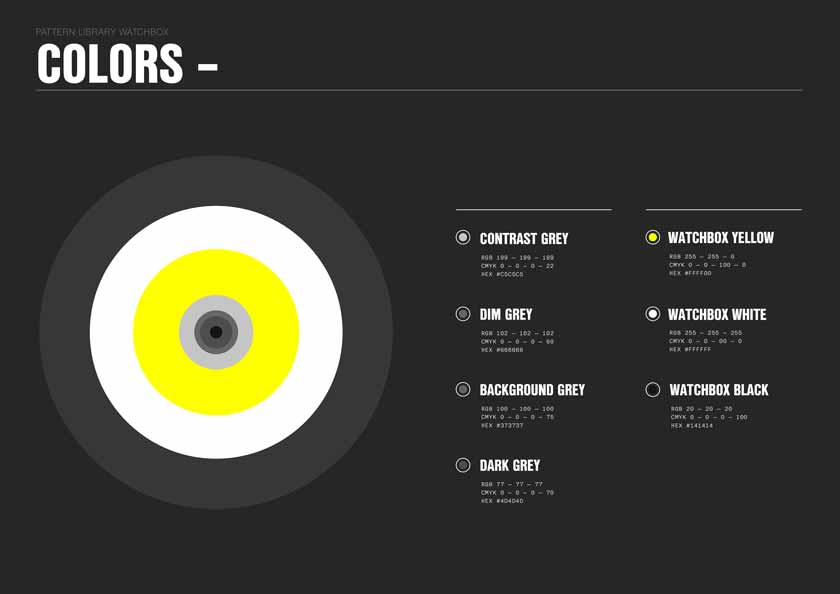 PATTERN LIBRARY WATCHBOX
COLORS –
CONTRAST GREY
RGB 199 – 199 – 199
CMYK 0 – 0 – 0 – 22
HEX #C5C5C5
DIM GREY
RGB 102 – 102 – 102
CMYK 0 – 0 – 0 – 60
HEX #666666
BACKGROUND GREY
RGB 100 – 100 – 100
CMYK 0 – 0 – 0 – 75
HEX #373737
DARK GREY
RGB 77 – 77 – 77
CMYK 0 – 0 – 0 – 70
HEX #4D4D4D
WATCHBOX YELLOW
RGB 255 – 255 – 0
CMYK 0 – 0 – 100 – 0
HEX #FFFF00
WATCHBOX WHITE
RGB 255 – 255 – 255
CMYK 0 – 0 – 00 – 0
HEX #FFFFFF
WATCHBOX BLACK
RGB 20 – 20 – 20
CMYK 0 – 0 – 0 – 100
HEX #141414